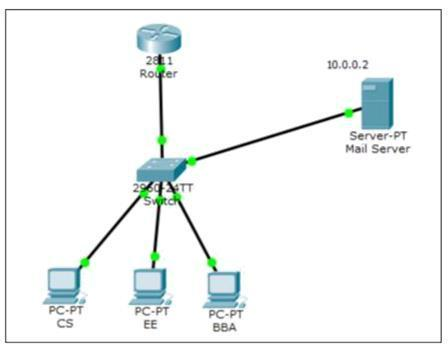 2811
Router
10.0.0.2
Server-PT
Mail Server
2960-24TT
Switch
PC-PT
CS
PC-PT
EE
PC-PT
BBA